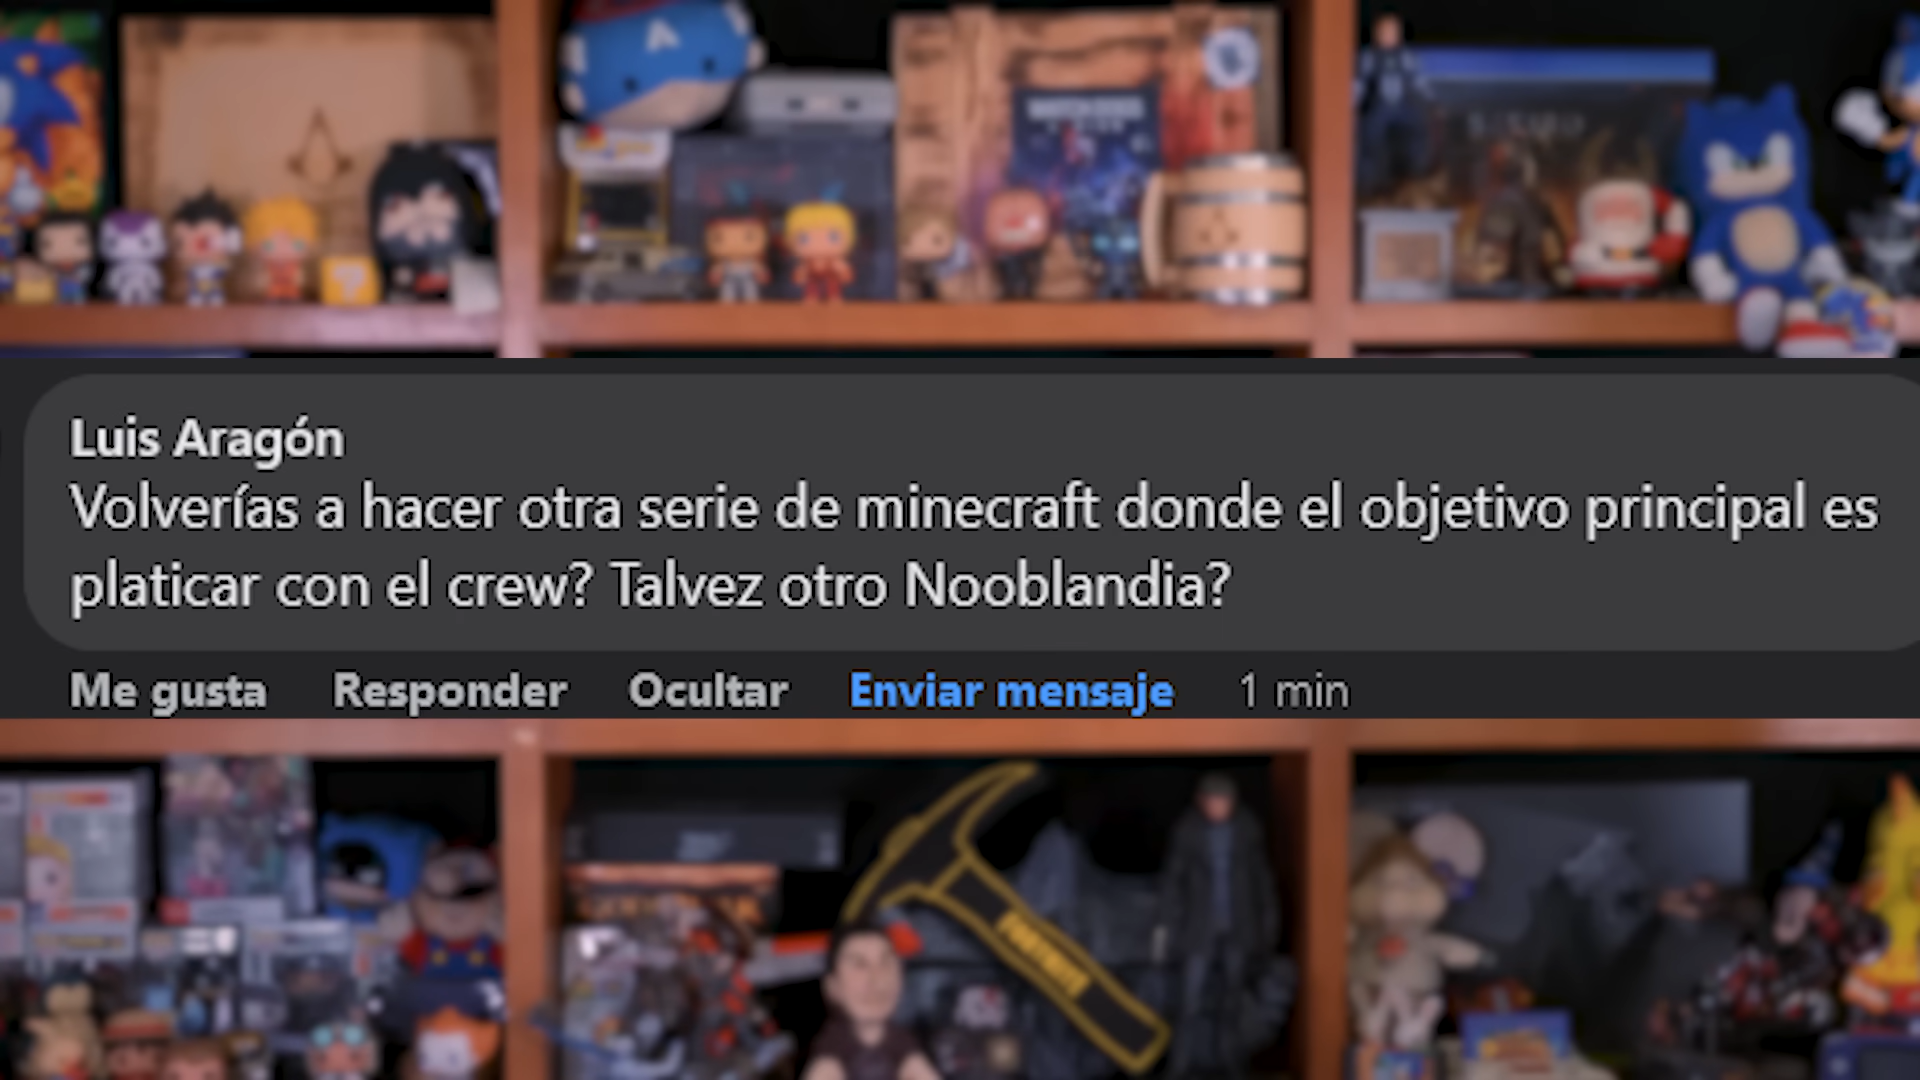 Luis Aragón
Volverías a hacer otra serie de minecraft donde el objetivo principal es
platicar con el crew? Talvez otro Nooblandia?
Me gusta Responder Ocultar Enviar mensaje 1 min